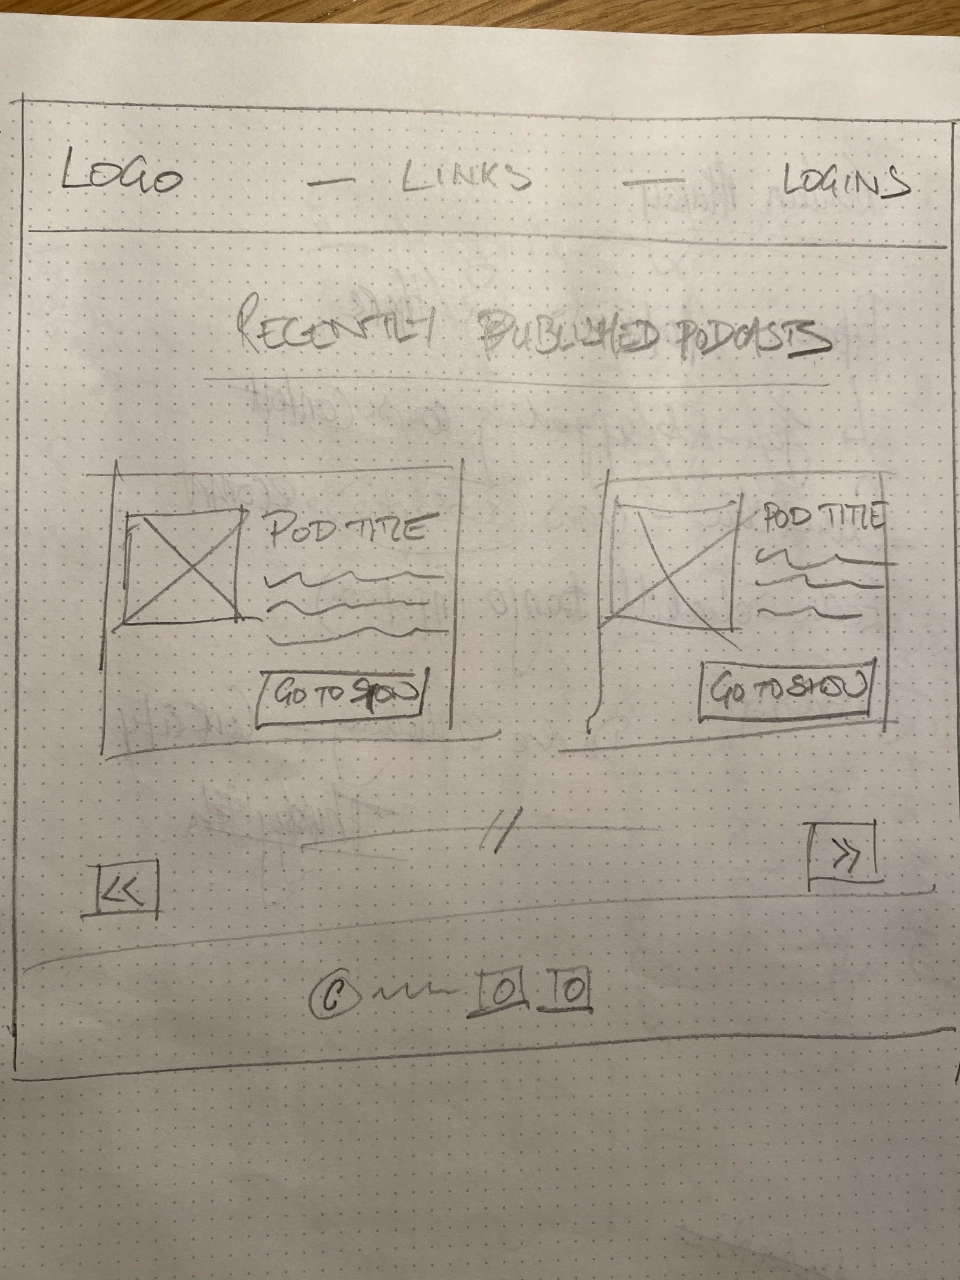 LOGO — LINKS — LOGINS
RECENTLY PUBLISHED PODCASTS
POD TITLE
GO TO SHOW
POD TITLE
GO TO SHOW
//
<<
>>
©